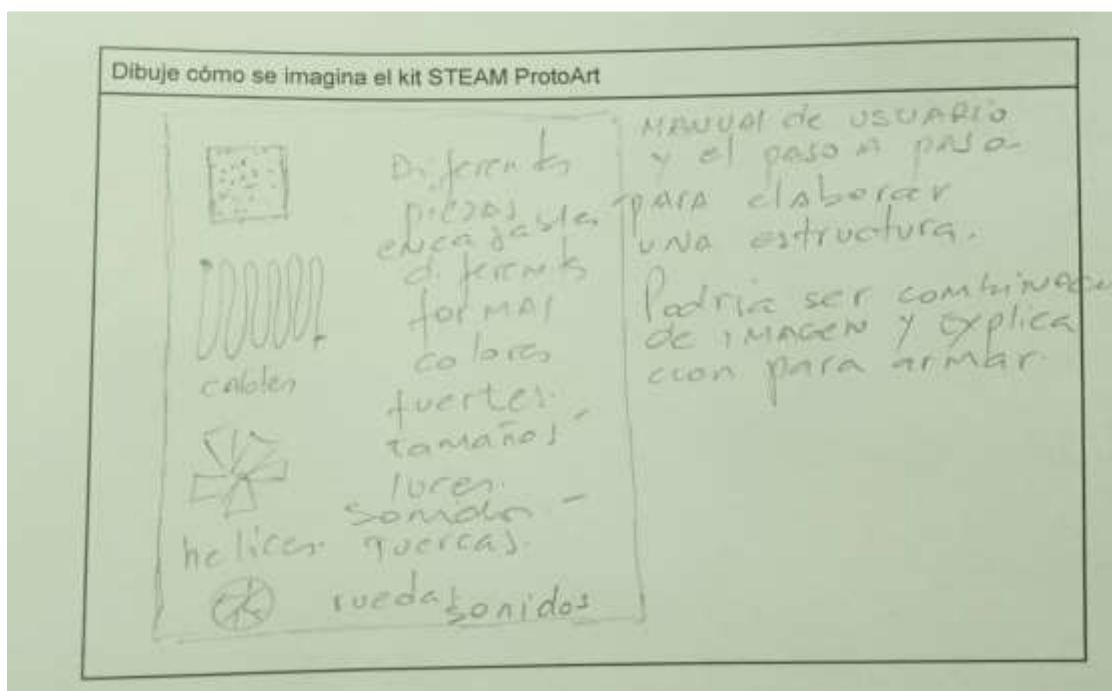 Dibuje cómo se imagina el kit STEAM ProtoArt
Diferentes
piezas
encajables
diferentes
formas
colores
fuertes.
tamaños
luces.
sonidos
quercas.
cables
helices.
ruedas
sonidos
MANUAL de USUARIO
y el paso a paso
para elaborar
una estructura.
Podria ser combinacion
de imagen y explica
cion para armar.